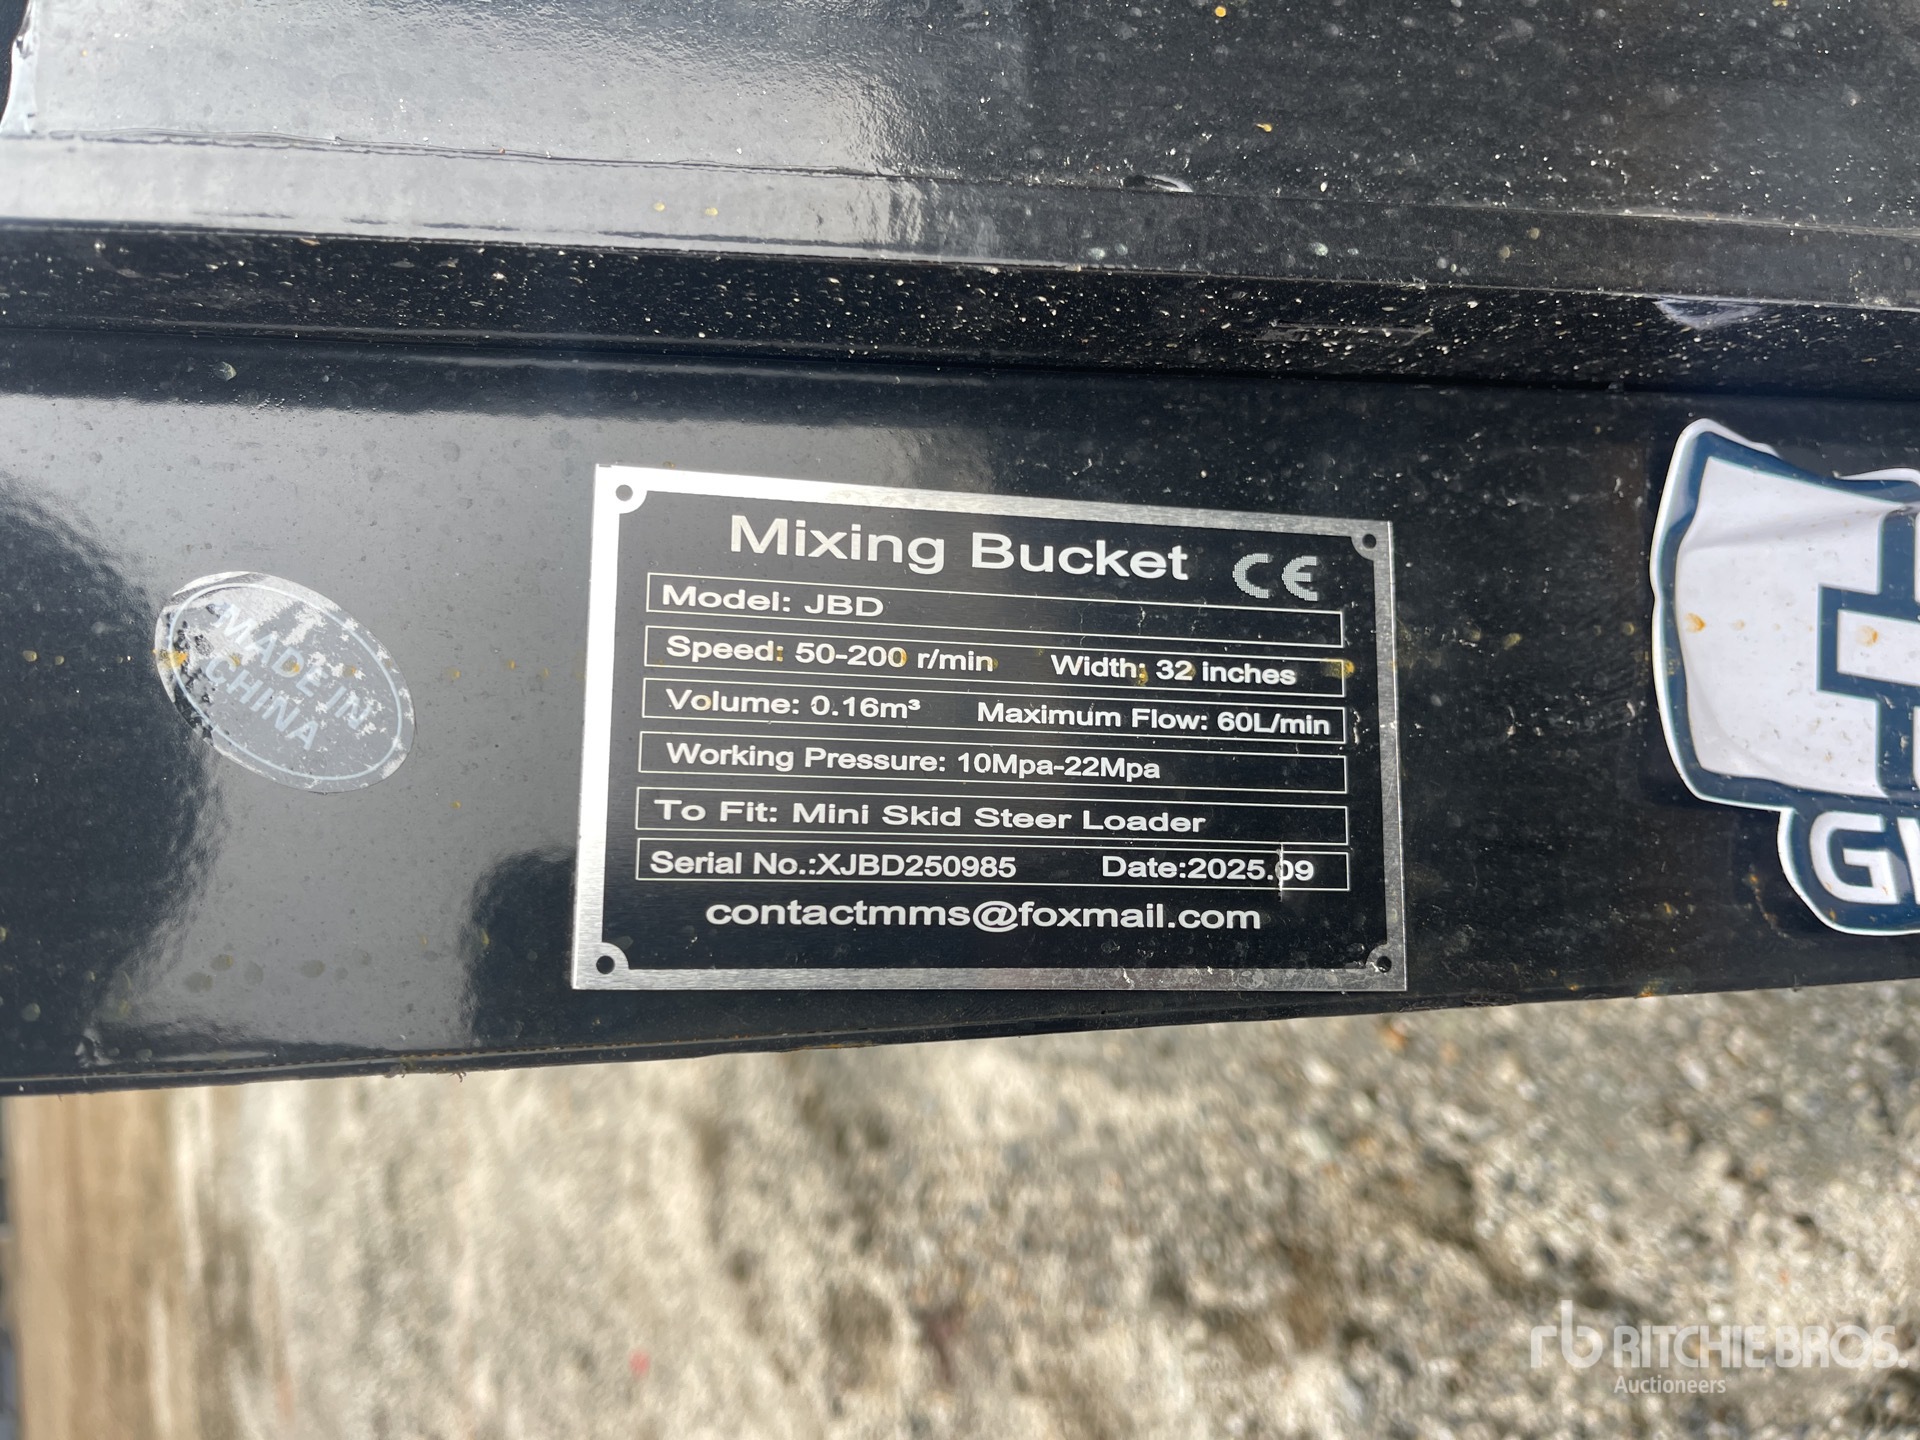 Mixing Bucket CE
Model: JBD
Speed: 50-200 r/min Width: 32 inches
Volume: 0.16m³ Maximum Flow: 60L/min
Working Pressure: 10Mpa-22Mpa
To Fit: Mini Skid Steer Loader
Serial No.:XJBD250985 Date:2025.09
contactmms@foxmail.com
MADE IN
CHINA
rb RITCHIE BROS.
Auctioneers